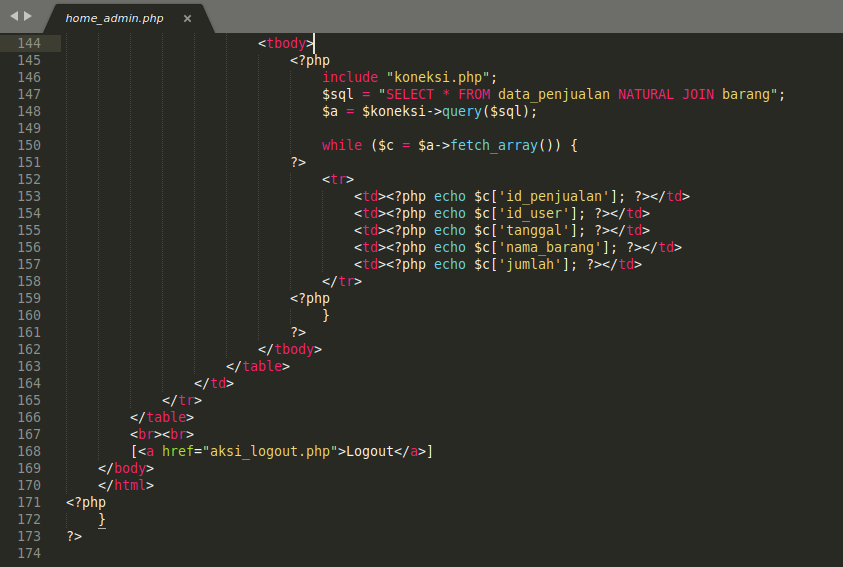 home_admin.php ×
144 <tbody>
145 <?php
146 include "koneksi.php";
147 $sql = "SELECT * FROM data_penjualan NATURAL JOIN barang";
148 $a = $koneksi->query($sql);
149
150 while ($c = $a->fetch_array()) {
151 ?>
152 <tr>
153 <td><?php echo $c['id_penjualan']; ?></td>
154 <td><?php echo $c['id_user']; ?></td>
155 <td><?php echo $c['tanggal']; ?></td>
156 <td><?php echo $c['nama_barang']; ?></td>
157 <td><?php echo $c['jumlah']; ?></td>
158 </tr>
159 <?php
160 }
161 ?>
162 </tbody>
163 </table>
164 </td>
165 </tr>
166 </table>
167 <br><br>
168 [<a href="aksi_logout.php">Logout</a>]
169 </body>
170 </html>
171 <?php
172 }
173 ?>
174